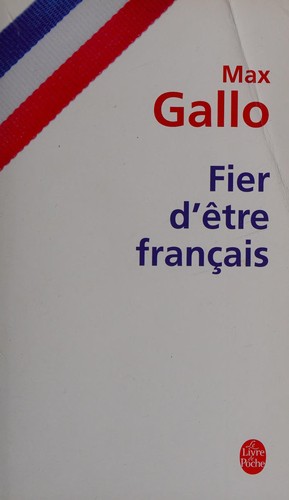 Max
Gallo
Fier
d'être
français
Le
Livre
de
Poche